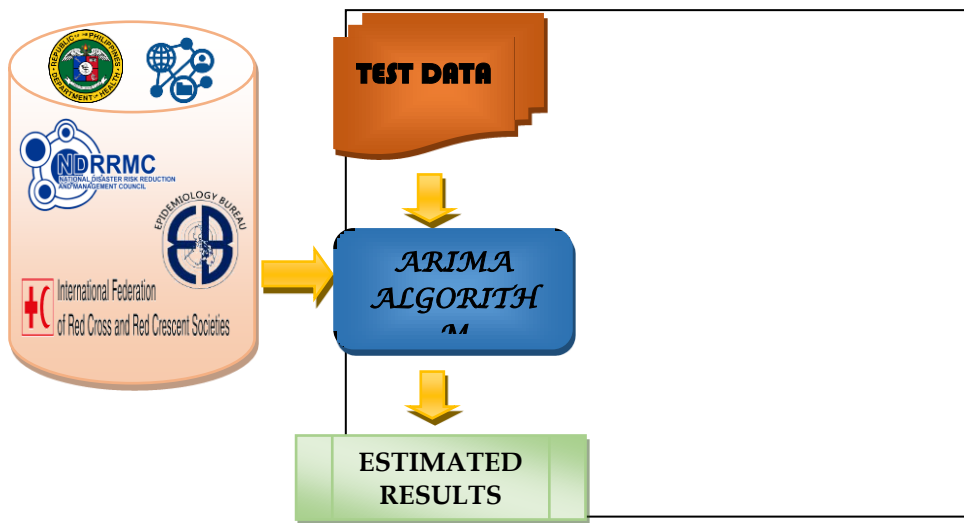 REPUBLIC OF THE PHILIPPINES
DEPARTMENT OF HEALTH
NDRRMC
NATIONAL DISASTER RISK REDUCTION
AND MANAGEMENT COUNCIL
EPIDEMIOLOGY BUREAU
International Federation
of Red Cross and Red Crescent Societies
TEST DATA
ARIMA
ALGORITH
M
ESTIMATED
RESULTS